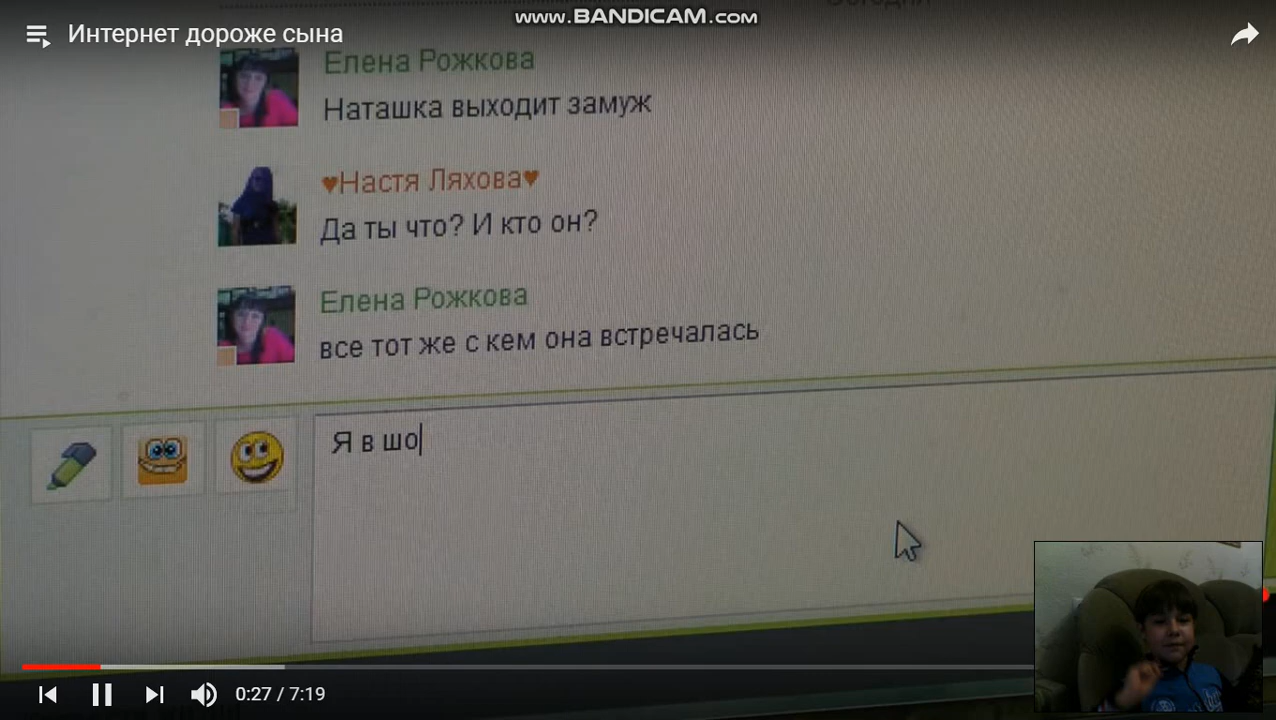 www.BANDICAM.com
Интернет дороже сына
Елена Рожкова
Наташка выходит замуж
♥Настя Ляхова♥
Да ты что? И кто он?
Елена Рожкова
все тот же с кем она встречалась
Я в шо
0:27 / 7:19